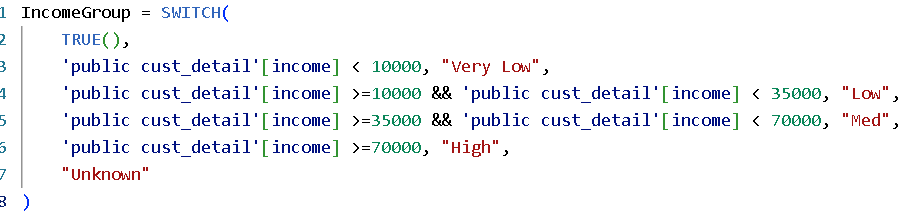 1 IncomeGroup = SWITCH(
2     TRUE(),
3     'public cust_detail'[income] < 10000, "Very Low",
4     'public cust_detail'[income] >=10000 && 'public cust_detail'[income] < 35000, "Low",
5     'public cust_detail'[income] >=35000 && 'public cust_detail'[income] < 70000, "Med",
6     'public cust_detail'[income] >=70000, "High",
7     "Unknown"
8 )